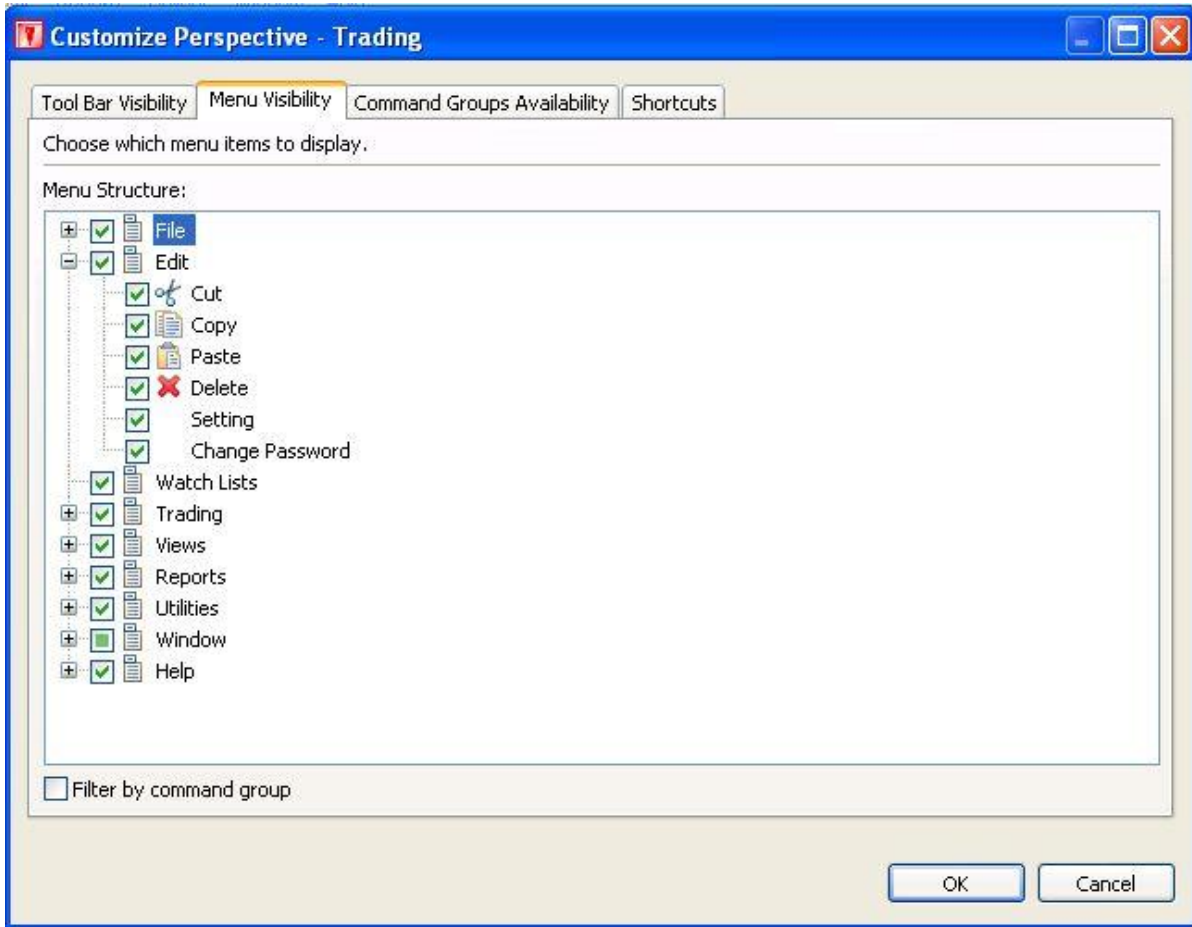 Customize Perspective - Trading
Tool Bar Visibility Menu Visibility Command Groups Availability Shortcuts
Choose which menu items to display.
Menu Structure:
File
Edit
Cut
Copy
Paste
Delete
Setting
Change Password
Watch Lists
Trading
Views
Reports
Utilities
Window
Help
Filter by command group
OK Cancel